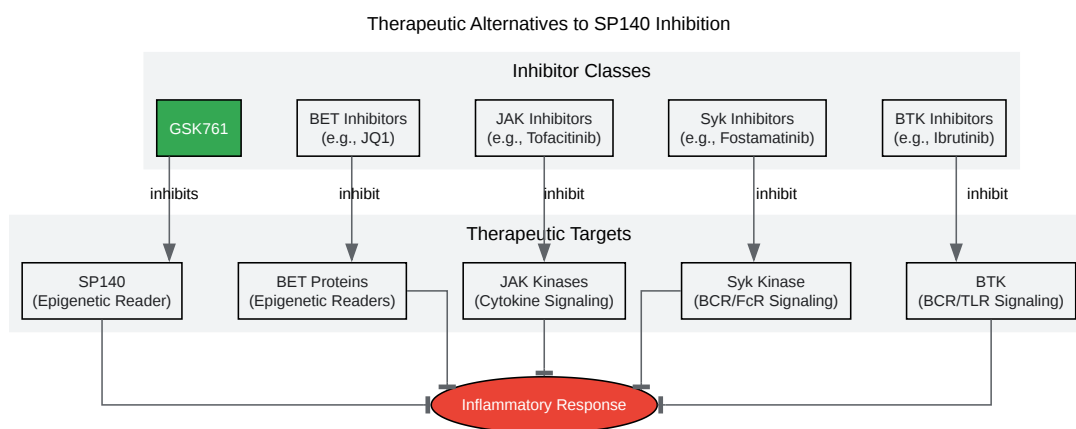 Therapeutic Alternatives to SP140 Inhibition
Inhibitor Classes
GSK761
BET Inhibitors
(e.g., JQ1)
JAK Inhibitors
(e.g., Tofacitinib)
Syk Inhibitors
(e.g., Fostamatinib)
BTK Inhibitors
(e.g., Ibrutinib)
inhibits
inhibit
inhibit
inhibit
inhibit
Therapeutic Targets
SP140
(Epigenetic Reader)
BET Proteins
(Epigenetic Readers)
JAK Kinases
(Cytokine Signaling)
Syk Kinase
(BCR/FcR Signaling)
BTK
(BCR/TLR Signaling)
Inflammatory Response